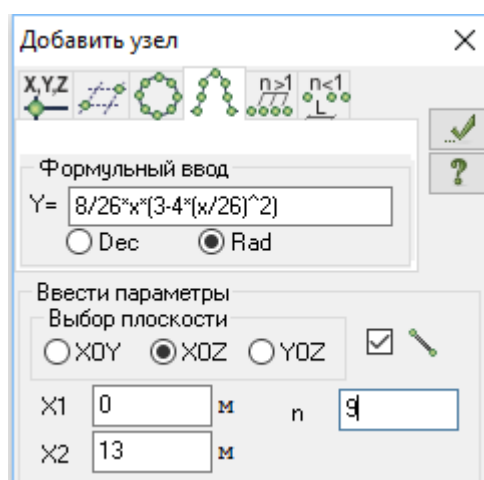 Добавить узел
X,Y,Z n>1 n<1
L
Формульный ввод
Y= 8/26*x*(3-4*(x/26)^2)
Dec Rad
Ввести параметры
Выбор плоскости
X0Y X0Z Y0Z
X1 0 м n 9
X2 13 м